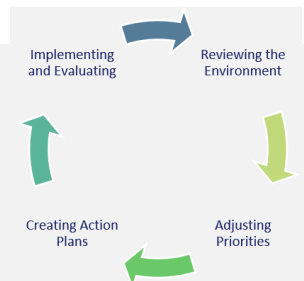 Implementing
and Evaluating
Reviewing the
Environment
Creating Action
Plans
Adjusting
Priorities